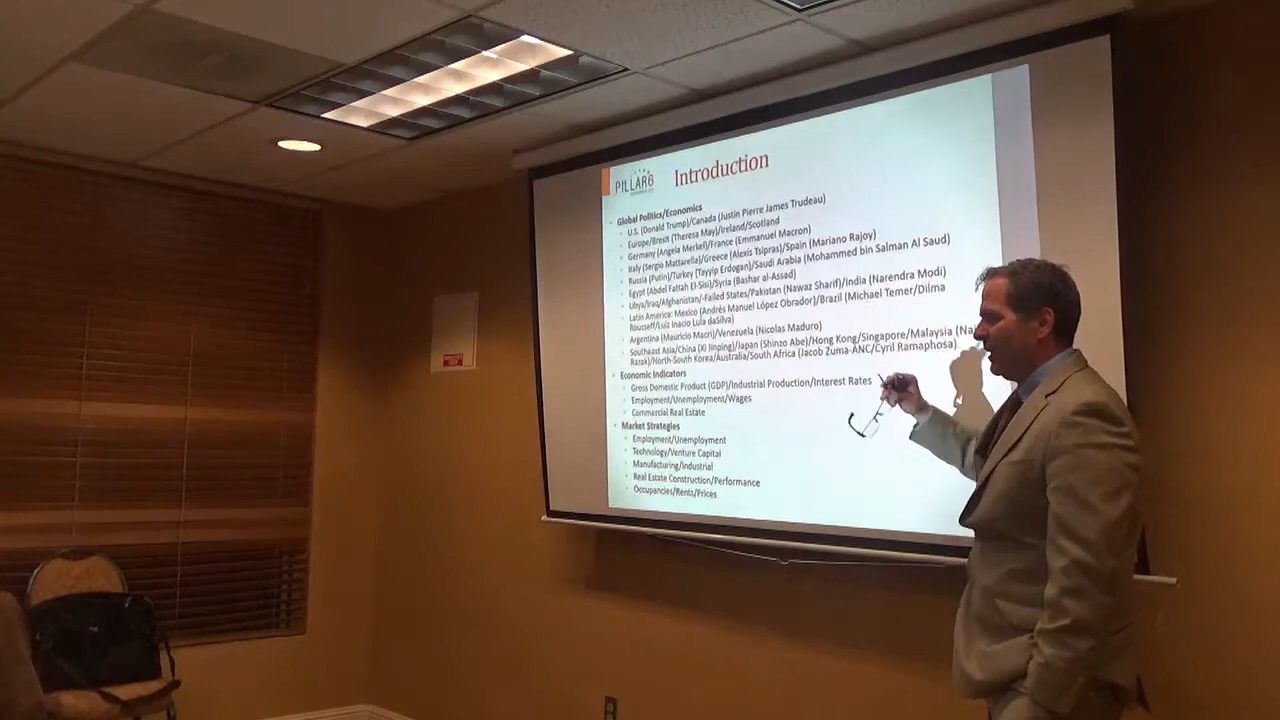 PILLAR6
Introduction
Global Politics/Economics
U.S. (Donald Trump)/Canada (Justin Pierre James Trudeau)
Europe/Brexit (Theresa May)/Ireland/Scotland
Germany (Angela Merkel)/France (Emmanuel Macron)
Italy (Sergio Mattarella)/Greece (Alexis Tsipras)/Spain (Mariano Rajoy)
Russia (Putin)/Turkey (Tayyip Erdogan)/Saudi Arabia (Mohammed bin Salman Al Saud)
Egypt (Abdel Fattah El-Sisi)/Syria (Bashar al-Assad)
Libya/Iraq/Afghanistan/-Failed States/Pakistan (Nawaz Sharif)/India (Narendra Modi)
Latin America: Mexico (Andrés Manuel López Obrador)/Brazil (Michael Temer/Dilma
Rousseff/Luiz Inacio Lula daSilva)
Argentina (Mauricio Macri)/Venezuela (Nicolas Maduro)
Southeast Asia/China (Xi Jinping)/Japan (Shinzo Abe)/Hong Kong/Singapore/Malaysia
Razak)/North-South Korea/Australia/South Africa (Jacob Zuma-ANC/Cyril Ramaphosa)
Economic Indicators
Gross Domestic Product (GDP)/Industrial Production/Interest Rates
Employment/Unemployment/Wages
Commercial Real Estate
Market Strategies
Employment/Unemployment
Technology/Venture Capital
Manufacturing/Industrial
Real Estate Construction/Performance
Occupancies/Rents/Prices